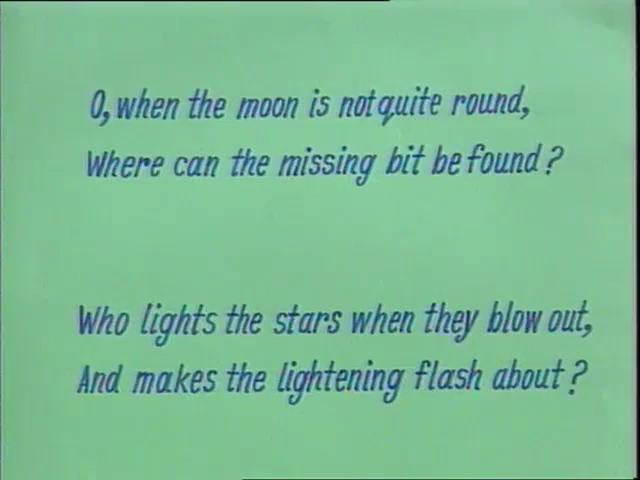 O, when the moon is not quite round,
Where can the missing bit be found?
Who lights the stars when they blow out,
And makes the lightening flash about?